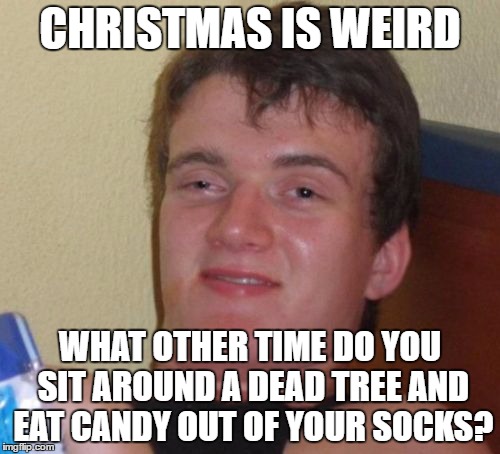 CHRISTMAS IS WEIRD
WHAT OTHER TIME DO YOU
SIT AROUND A DEAD TREE AND
EAT CANDY OUT OF YOUR SOCKS?
imgflip.com